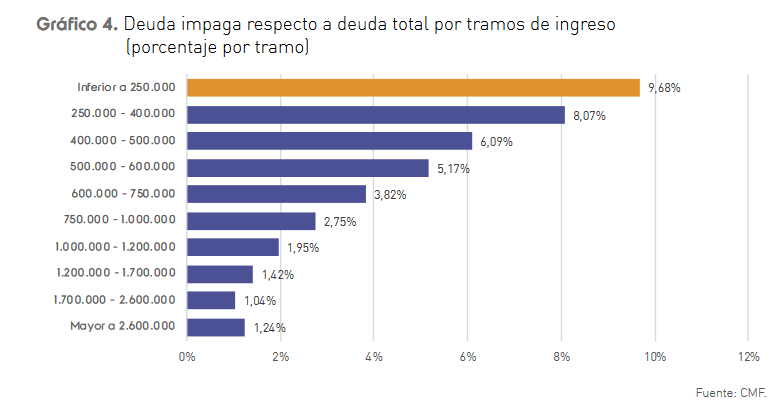 Gráfico 4. Deuda impaga respecto a deuda total por tramos de ingreso
(porcentaje por tramo)
Inferior a 250.000 9,68%
250.000 - 400.000 8,07%
400.000 - 500.000 6,09%
500.000 - 600.000 5,17%
600.000 - 750.000 3,82%
750.000 - 1.000.000 2,75%
1.000.000 - 1.200.000 1,95%
1.200.000 - 1.700.000 1,42%
1.700.000 - 2.600.000 1,04%
Mayor a 2.600.000 1,24%
0% 2% 4% 6% 8% 10% 12%
Fuente: CMF.